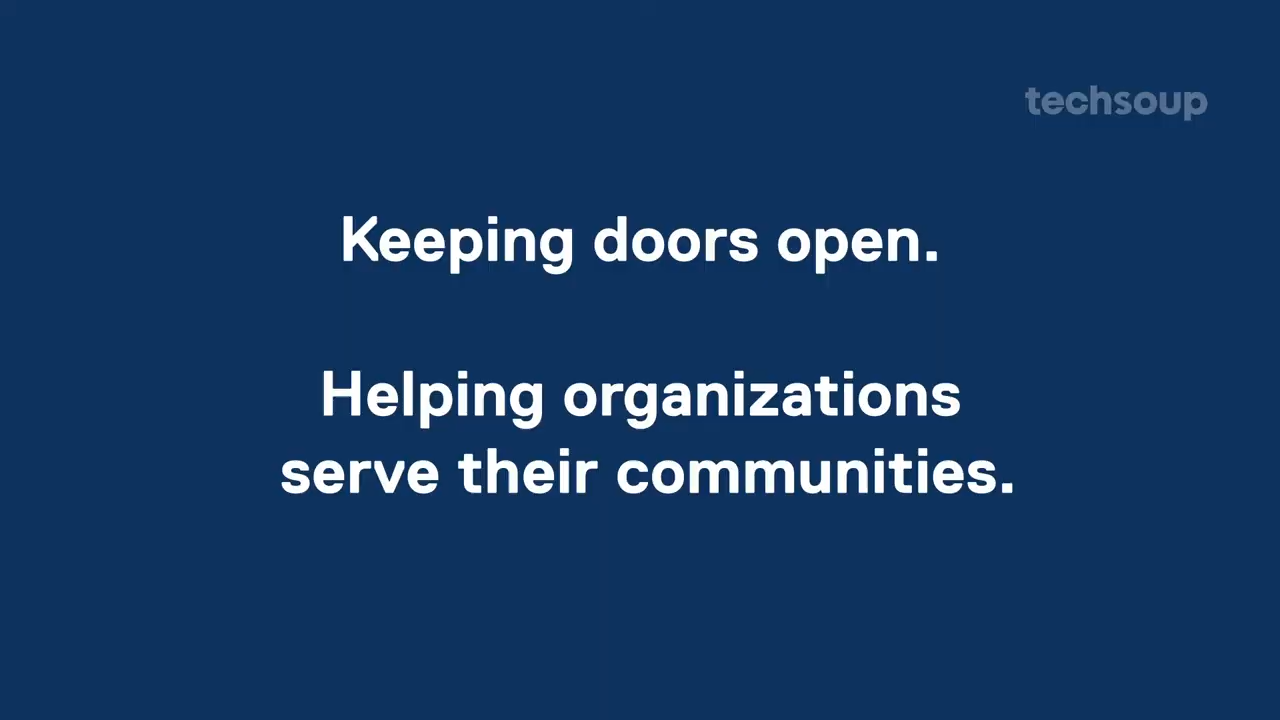 techsoup
Keeping doors open.
Helping organizations
serve their communities.